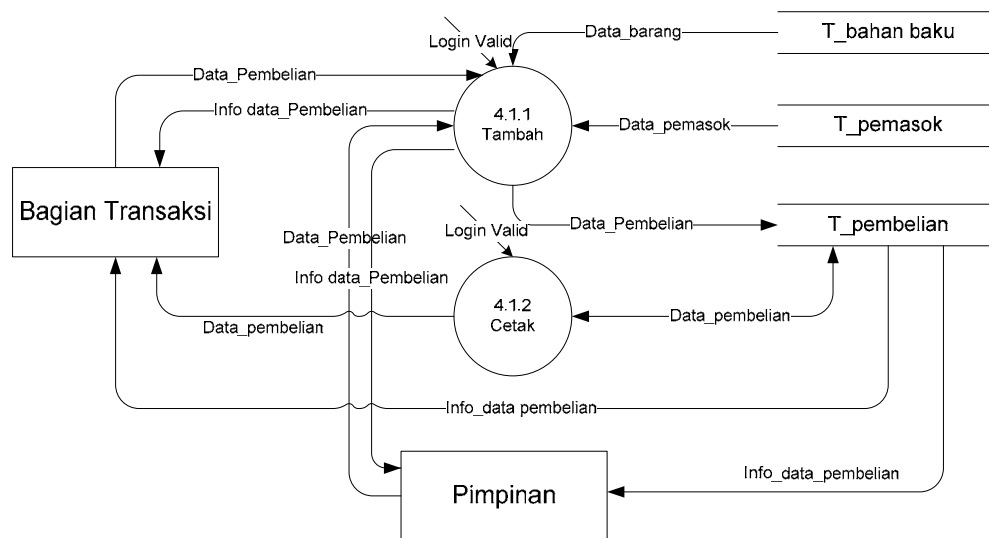 Login Valid
Data_barang
T_bahan baku
Data_Pembelian
Info data_Pembelian
4.1.1
Tambah
Data_pemasok
T_pemasok
Bagian Transaksi
Login Valid
Data_Pembelian
T_pembelian
Data_Pembelian
Info data_Pembelian
4.1.2
Cetak
Data_pembelian
Data_pembelian
Info_data pembelian
Pimpinan
Info_data_pembelian